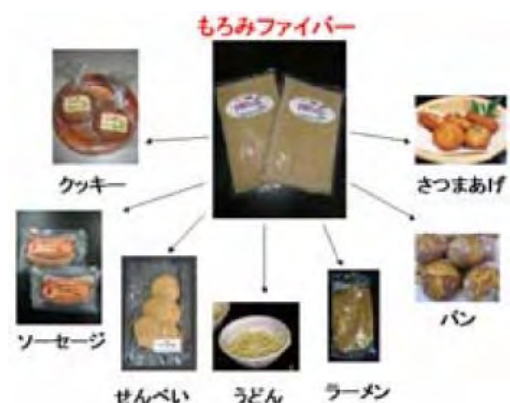 もろみファイバー
クッキー
さつまあげ
ソーセージ
パン
せんべい
うどん
ラーメン